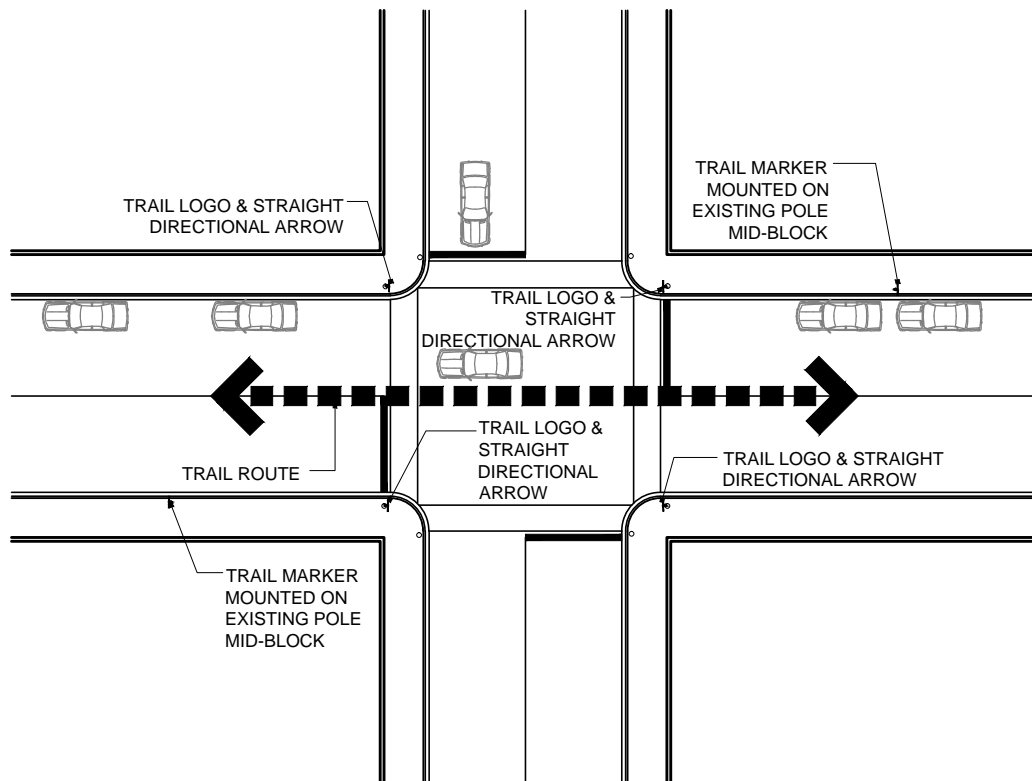 TRAIL MARKER
MOUNTED ON
EXISTING POLE
MID-BLOCK
TRAIL LOGO & STRAIGHT
DIRECTIONAL ARROW
TRAIL LOGO &
STRAIGHT
DIRECTIONAL ARROW
TRAIL LOGO &
STRAIGHT
DIRECTIONAL
ARROW
TRAIL ROUTE
TRAIL LOGO & STRAIGHT
DIRECTIONAL ARROW
TRAIL MARKER
MOUNTED ON
EXISTING POLE
MID-BLOCK